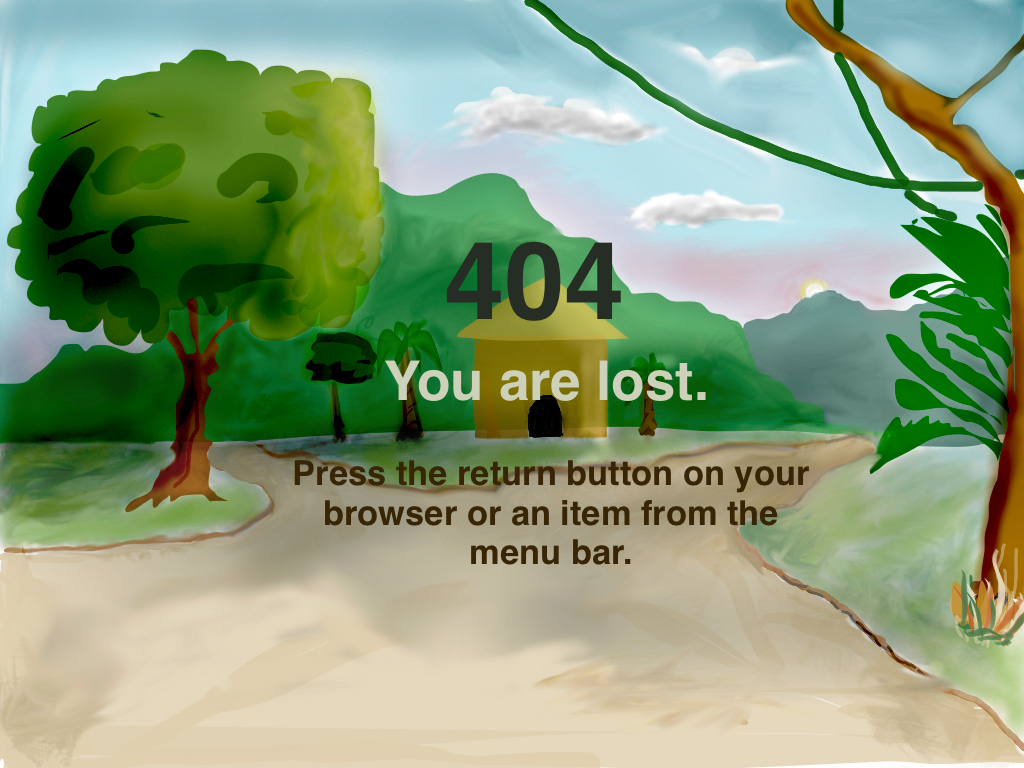 404
You are lost.
Press the return button on your
browser or an item from the
menu bar.